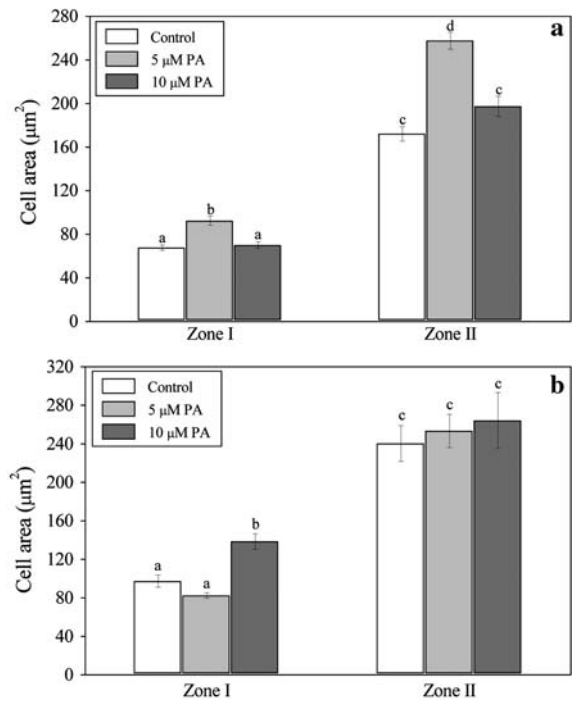 a
Control
5 μM PA
10 μM PA
Cell area (μm²)
280
240
200
160
120
80
40
0
a
b
a
c
d
c
Zone I
Zone II
b
Control
5 μM PA
10 μM PA
Cell area (μm²)
320
280
240
200
160
120
80
40
0
a
a
b
c
c
c
Zone I
Zone II